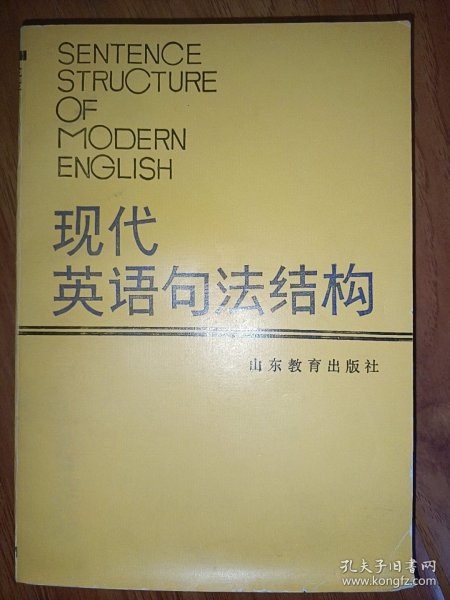 SENTENCE
STRUCTURE
OF
MODERN
ENGLISH
现代
英语句法结构
山东教育出版社
孔夫子旧书网
www.kongfz.com